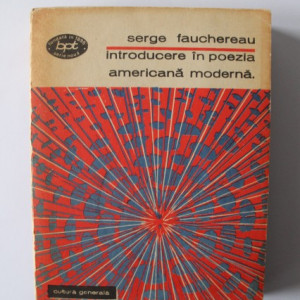 bpt
serge fauchereau
introducere în poezia
americană modernă.
cultură generală